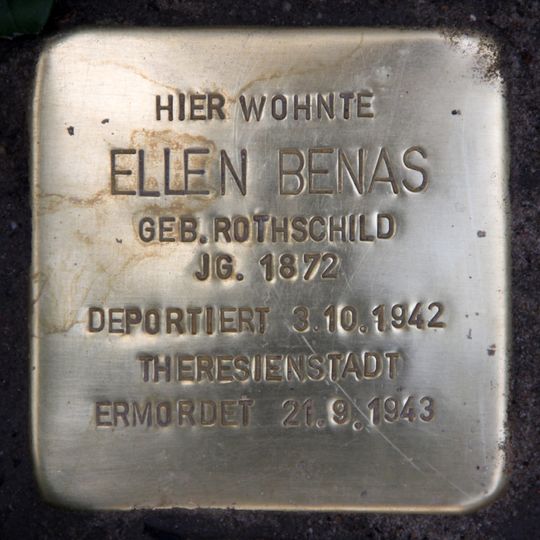 HIER WOHNTE
ELLEN BENAS
GEB. ROTHSCHILD
JG. 1872
DEPORTIERT 3.10.1942
THERESIENSTADT
ERMORDET 21.9.1943